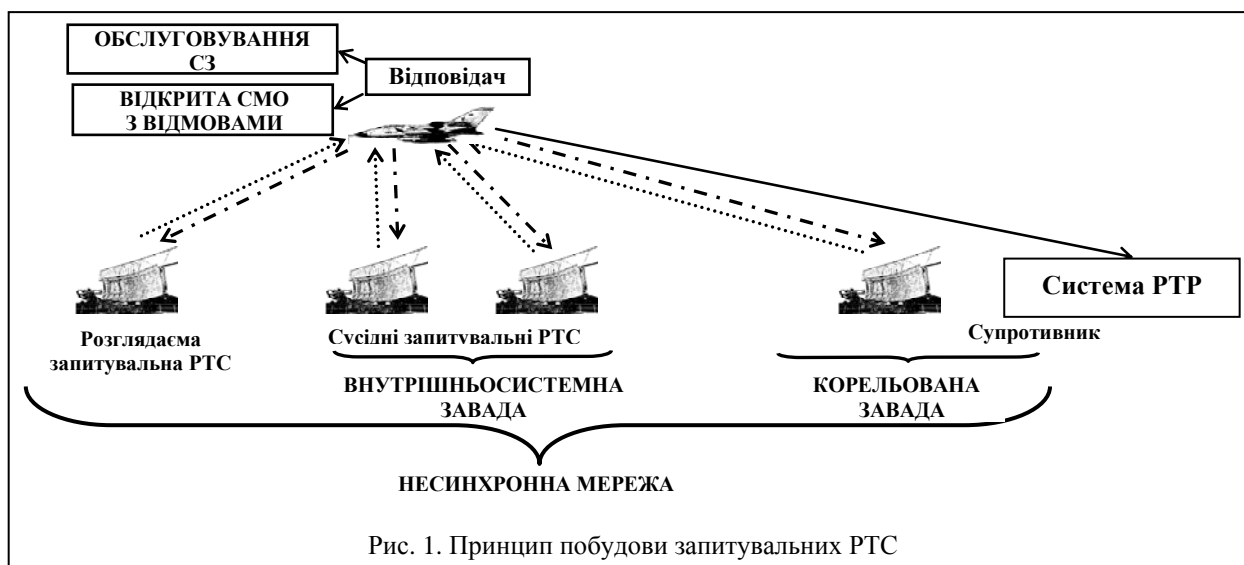 ОБСЛУГОВУВАННЯ
СЗ
Відповідач
ВІДКРИТА СМО
З ВІДМОВАМИ
Система РТР
Розглядаєма
запитувальна РТС
Сусідні запитувальні РТС
Супротивник
ВНУТРІШНЬОСИСТЕМНА
ЗАВАДА
КОРЕЛЬОВАНА
ЗАВАДА
НЕСИНХРОННА МЕРЕЖА
Рис. 1. Принцип побудови запитувальних РТС